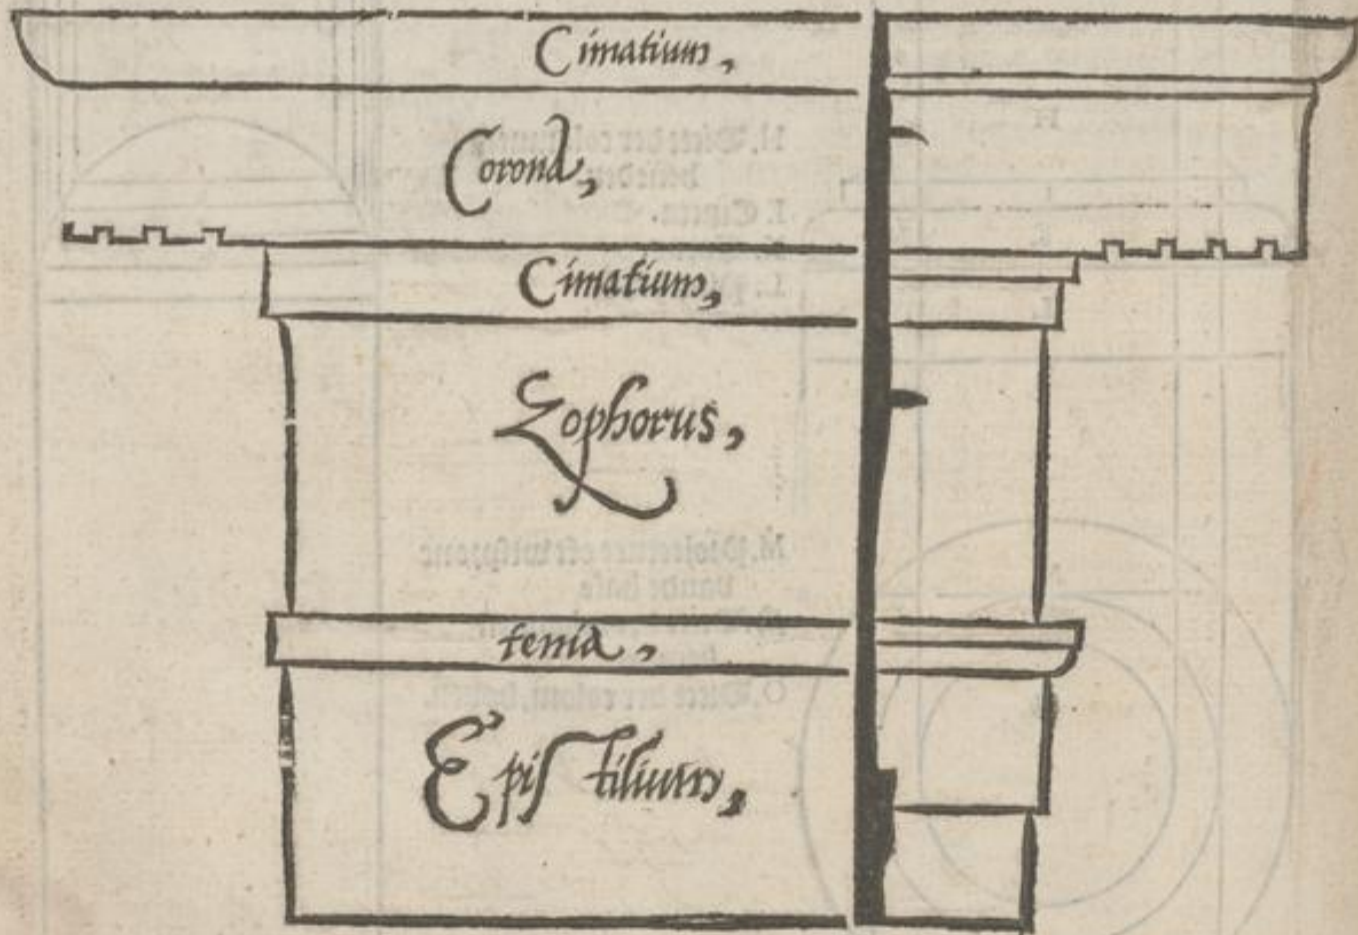 Cimatium,
Corona,
Cimatium,
Zophorus,
tenia,
Epistilium,